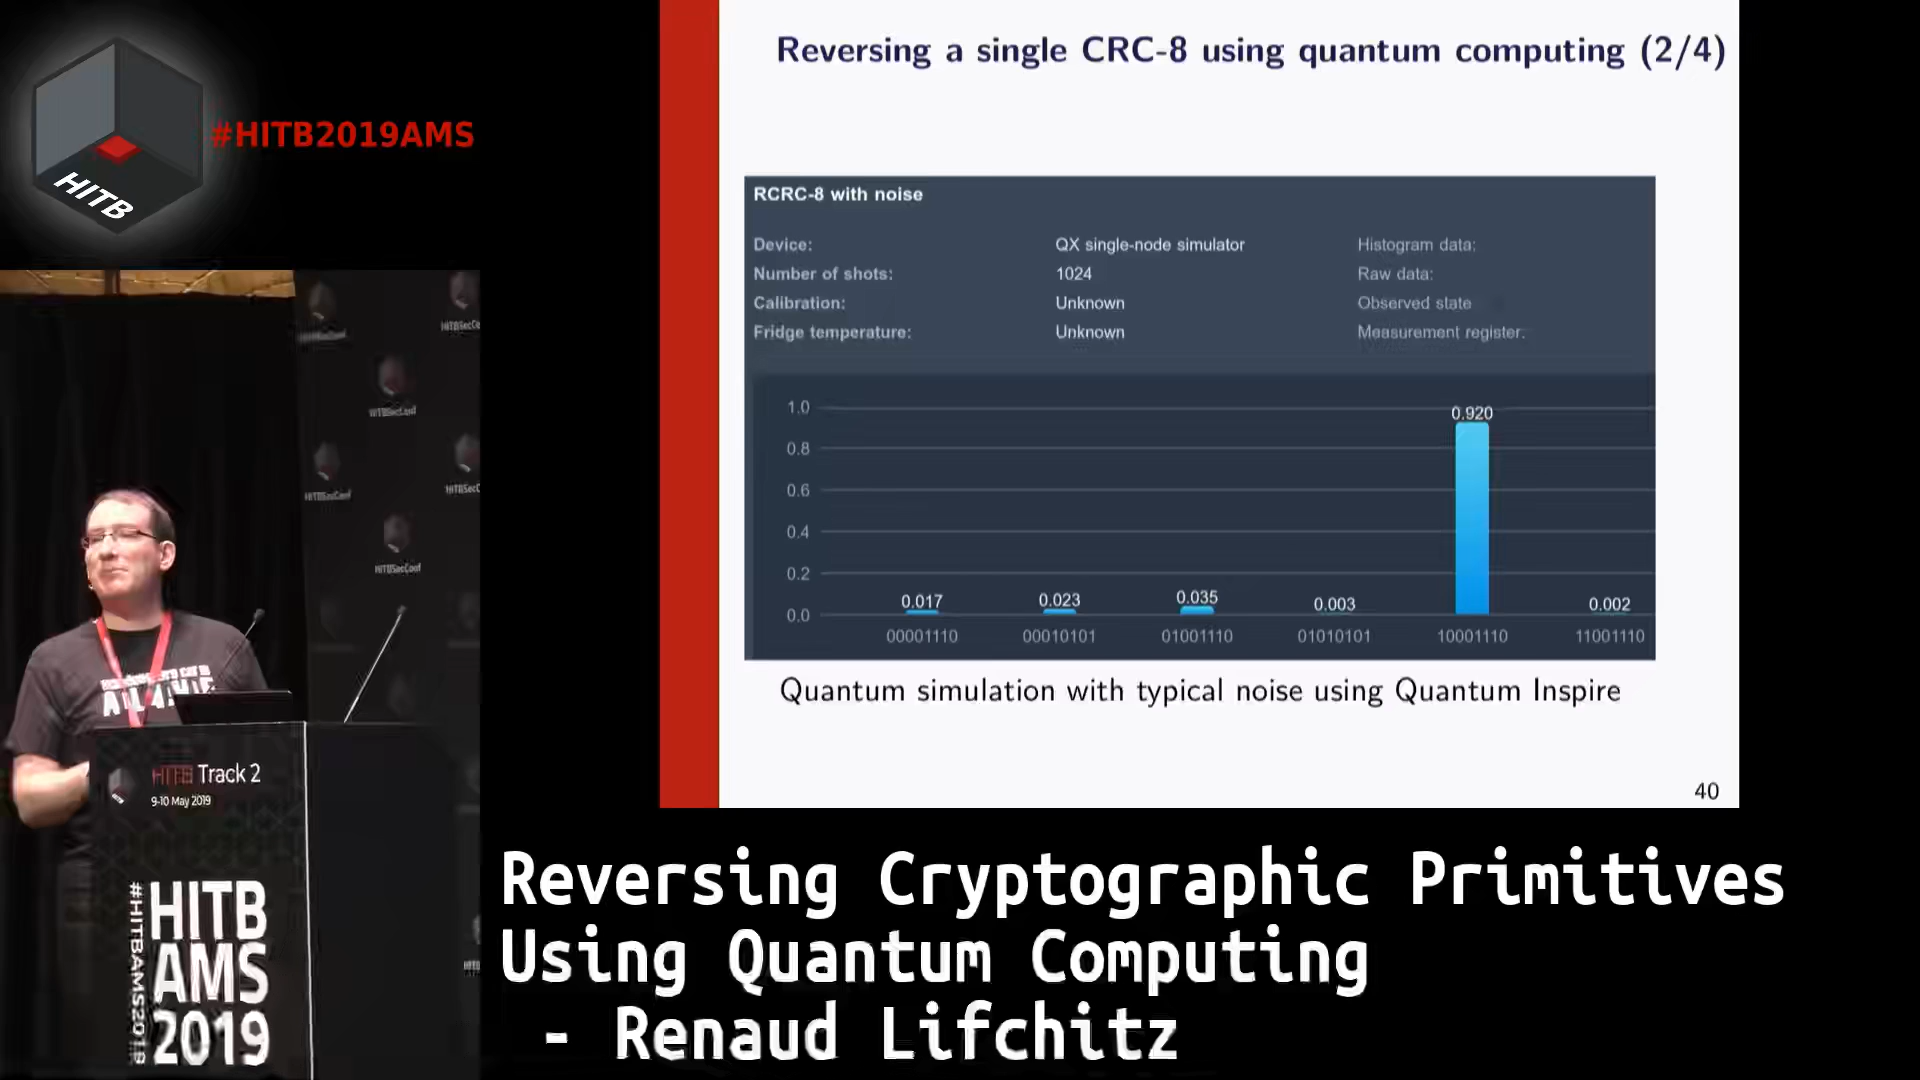 HITB
#HITB2019AMS
Reversing a single CRC-8 using quantum computing (2/4)
RCRC-8 with noise
Device: QX single-node simulator Histogram data:
Number of shots: 1024 Raw data:
Calibration: Unknown Observed state
Fridge temperature: Unknown Measurement register:
1.0
0.8
0.6
0.4
0.2
0.0
0.017 0.023 0.035 0.003 0.920 0.002
00001110 00010101 01001110 01010101 10001110 11001110
Quantum simulation with typical noise using Quantum Inspire
40
HITBSecConf
HITB Track 2
9-10 May 2019
#HITBAMS2019
HITB
AMS
2019
Reversing Cryptographic Primitives
Using Quantum Computing
- Renaud Lifchitz